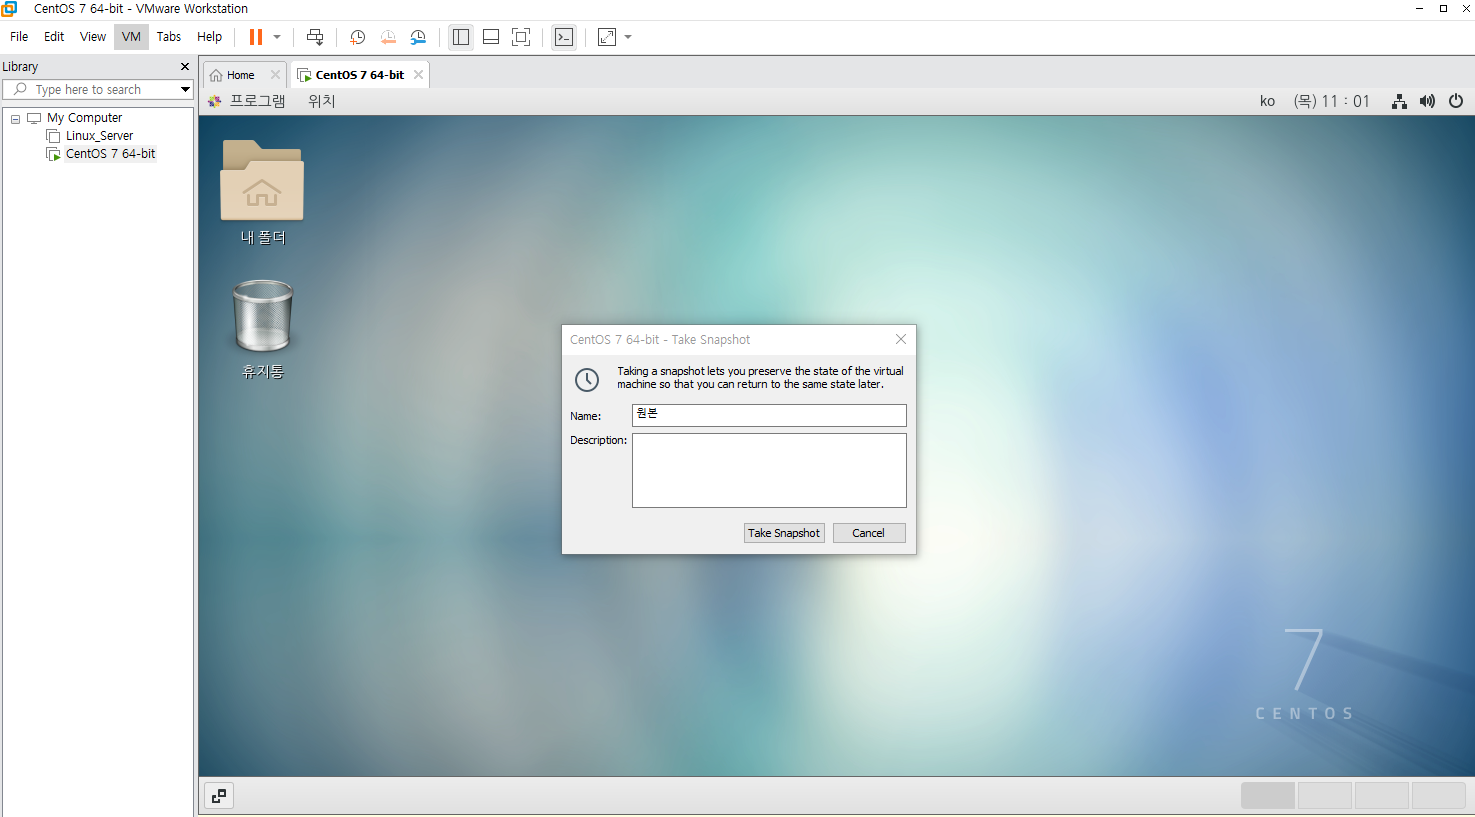 CentOS 7 64-bit - VMware Workstation
File Edit View VM Tabs Help
Library
Type here to search
Home
CentOS 7 64-bit
프로그램 위치
ko (목) 11 : 01
My Computer
Linux_Server
CentOS 7 64-bit
내 폴더
휴지통
CentOS 7 64-bit - Take Snapshot
Taking a snapshot lets you preserve the state of the virtual
machine so that you can return to the same state later.
Name: 원본
Description:
Take Snapshot Cancel
7
CENTOS